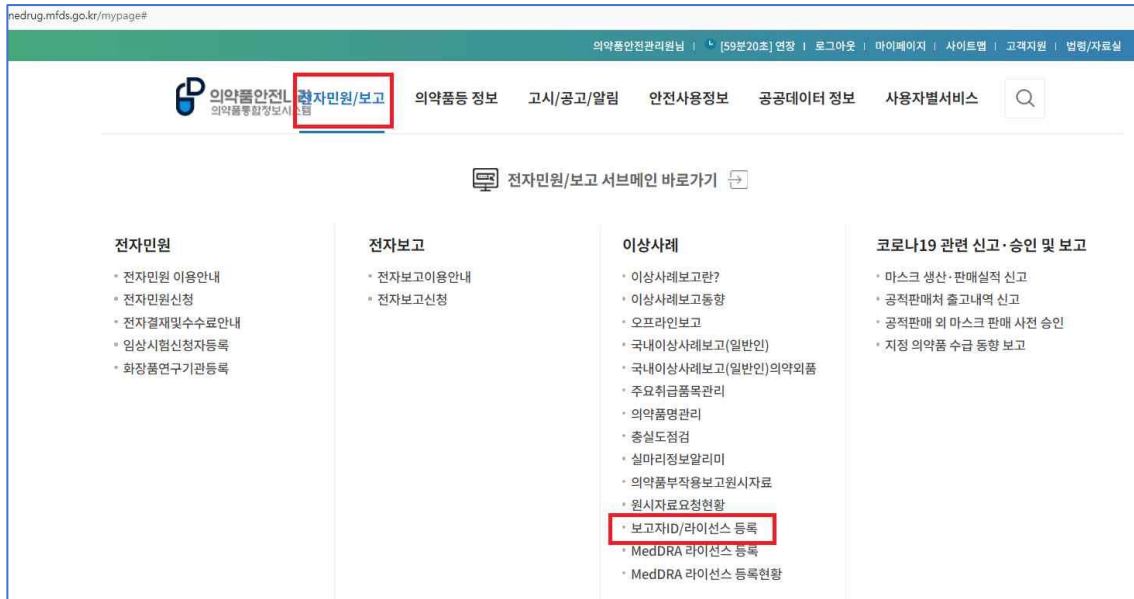 nedrug.mfds.go.kr/mypage#
의약품안전관리원님 | [59분20초] 연장 | 로그아웃 | 마이페이지 | 사이트맵 | 고객지원 | 법령/자료실
의약품안전나 전자민원/보고 의약품등 정보 고시/공고/알림 안전사용정보 공공데이터 정보 사용자별서비스
의약품통합정보시스템
전자민원/보고 서브메인 바로가기
전자민원
전자민원 이용안내
전자민원신청
전자결재및수수료안내
임상시험신청자등록
화장품연구기관등록
전자보고
전자보고이용안내
전자보고신청
이상사례
이상사례보고란?
이상사례보고동향
오프라인보고
국내이상사례보고(일반인)
국내이상사례보고(일반인)의약외품
주요취급품목관리
의약품명관리
충실도점검
실마리정보알리미
의약품부작용보고원시자료
원시자료요청현황
보고자ID/라이선스 등록
MedDRA 라이선스 등록
MedDRA 라이선스 등록현황
코로나19 관련 신고·승인 및 보고
마스크 생산·판매실적 신고
공적판매처 출고내역 신고
공적판매 외 마스크 판매 사전 승인
지정 의약품 수급 동향 보고